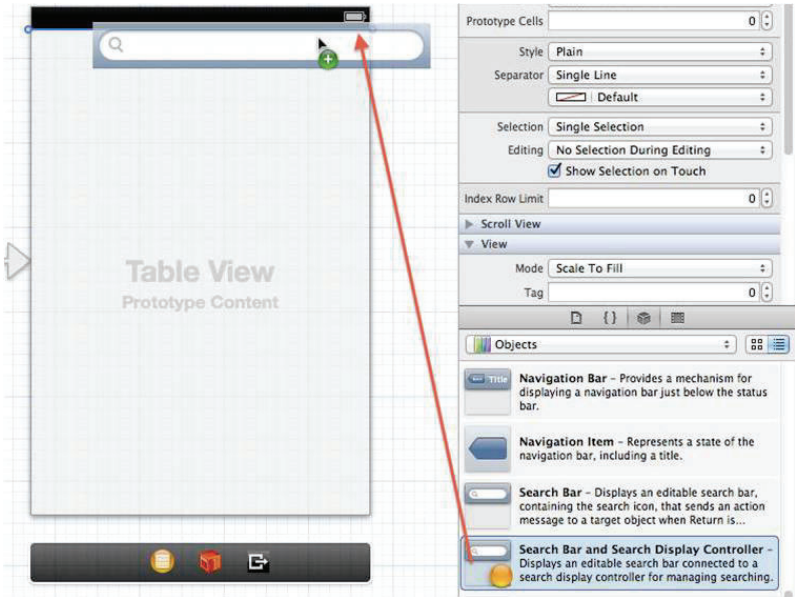 Table View
Prototype Content
Prototype Cells 0
Style Plain
Separator Single Line
Default
Selection Single Selection
Editing No Selection During Editing
Show Selection on Touch
Index Row Limit 0
Scroll View
View
Mode Scale To Fill
Tag 0
{}
Objects
Title
Navigation Bar – Provides a mechanism for
displaying a navigation bar just below the status
bar.
Navigation Item – Represents a state of the
navigation bar, including a title.
Search Bar – Displays an editable search bar,
containing the search icon, that sends an action
message to a target object when Return is...
Search Bar and Search Display Controller –
Displays an editable search bar connected to a
search display controller for managing searching.